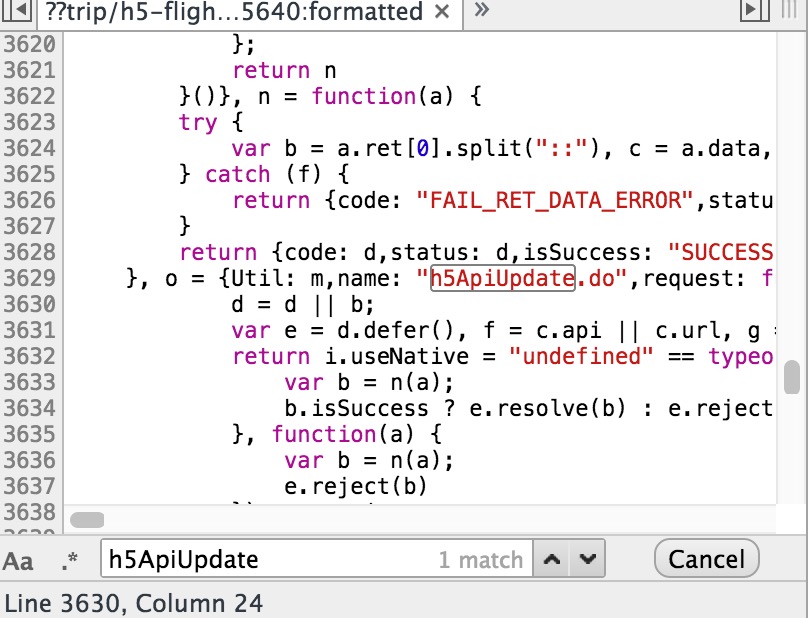 ??trip/h5-fligh...5640:formatted × »
3620 };
3621 return n
3622 }()}, n = function(a) {
3623 try {
3624 var b = a.ret[0].split("::"), c = a.data,
3625 } catch (f) {
3626 return {code: "FAIL_RET_DATA_ERROR",statu
3627 }
3628 return {code: d,status: d,isSuccess: "SUCCESS
3629 }, o = {Util: m,name: "h5ApiUpdate.do",request: f
3630 d = d || b;
3631 var e = d.defer(), f = c.api || c.url, g =
3632 return i.useNative = "undefined" == typeo
3633 var b = n(a);
3634 b.isSuccess ? e.resolve(b) : e.reject
3635 }, function(a) {
3636 var b = n(a);
3637 e.reject(b)
3638
Aa .* h5ApiUpdate 1 match Cancel
Line 3630, Column 24